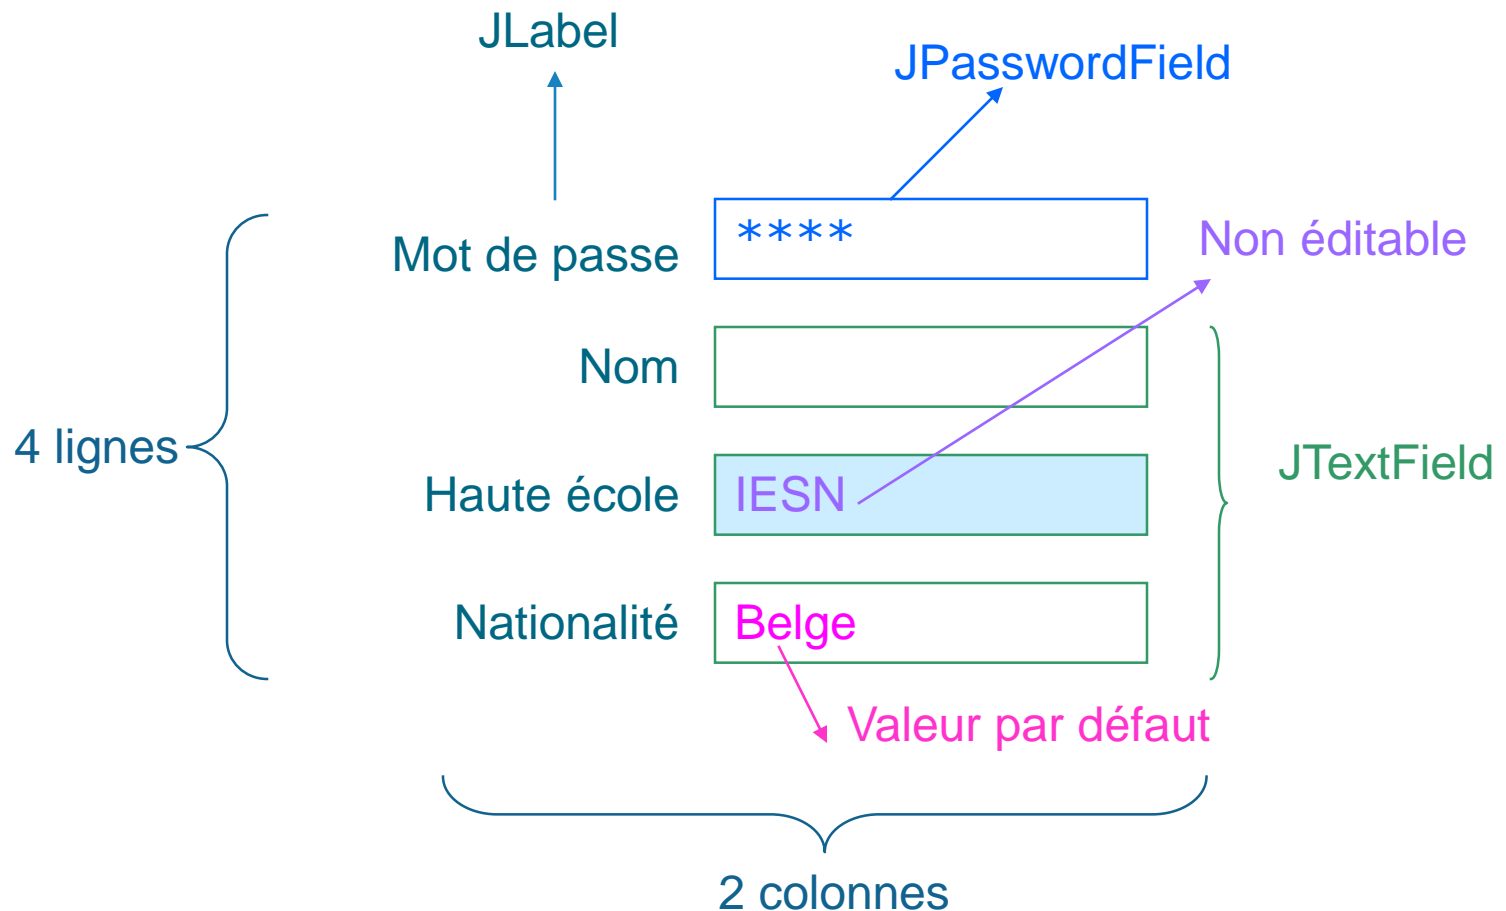 JLabel
JPasswordField
Mot de passe
****
Non éditable
Nom
4 lignes
JTextField
Haute école
IESN
Nationalité
Belge
Valeur par défaut
2 colonnes